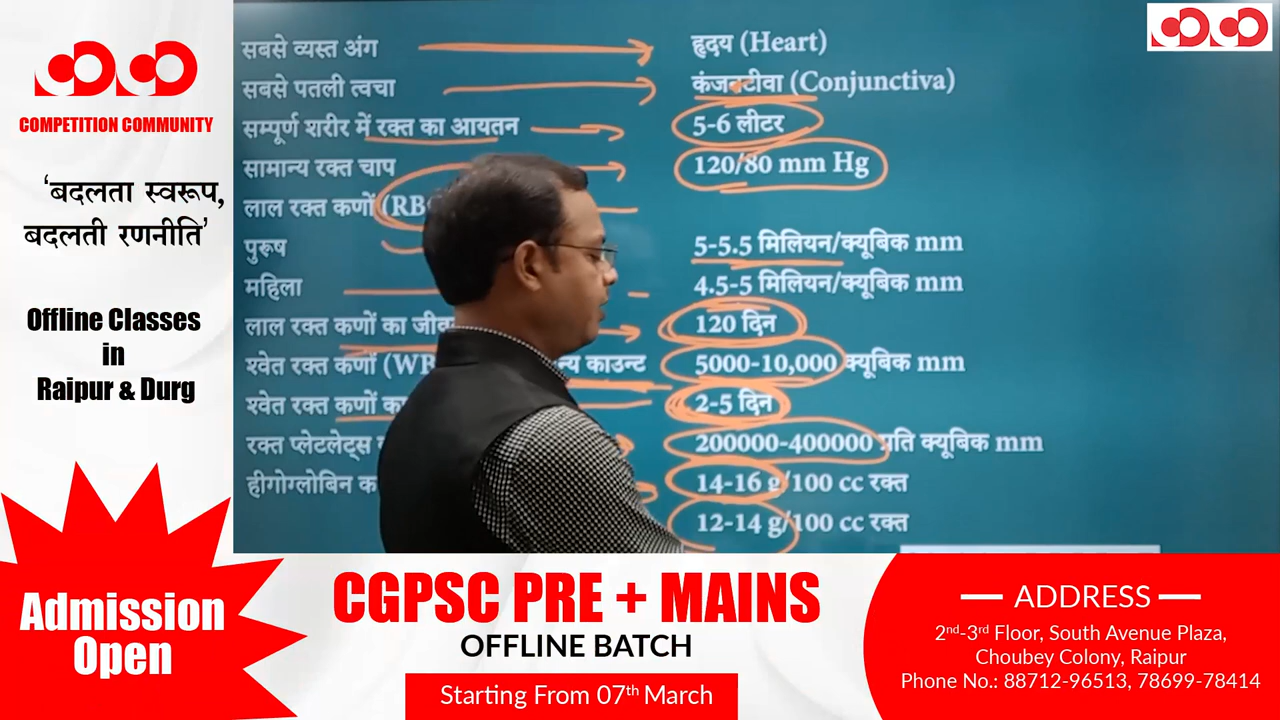 COMPETITION COMMUNITY
‘बदलता स्वरूप,
बदलती रणनीति’
Offline Classes
in
Raipur & Durg
सबसे व्यस्त अंग हृदय (Heart)
सबसे पतली त्वचा कंजक्टीवा (Conjunctiva)
सम्पूर्ण शरीर में रक्त का आयतन 5-6 लीटर
सामान्य रक्त चाप 120/80 mm Hg
लाल रक्त कणों
पुरूष 5-5.5 मिलियन/क्यूबिक mm
महिला 4.5-5 मिलियन/क्यूबिक mm
लाल रक्त कणों का 120 दिन
श्वेत रक्त कणों काउन्ट 5000-10,000 क्यूबिक mm
श्वेत रक्त कणों 2-5 दिन
रक्त प्लेटलेट्स 200000-400000 प्रति क्यूबिक mm
हीगोग्लोबिन 14-16 g/100 cc रक्त
12-14 g/100 cc रक्त
Admission
Open
CGPSC PRE + MAINS
OFFLINE BATCH
Starting From 07th March
ADDRESS
2nd-3rd Floor, South Avenue Plaza,
Choubey Colony, Raipur
Phone No.: 88712-96513, 78699-78414